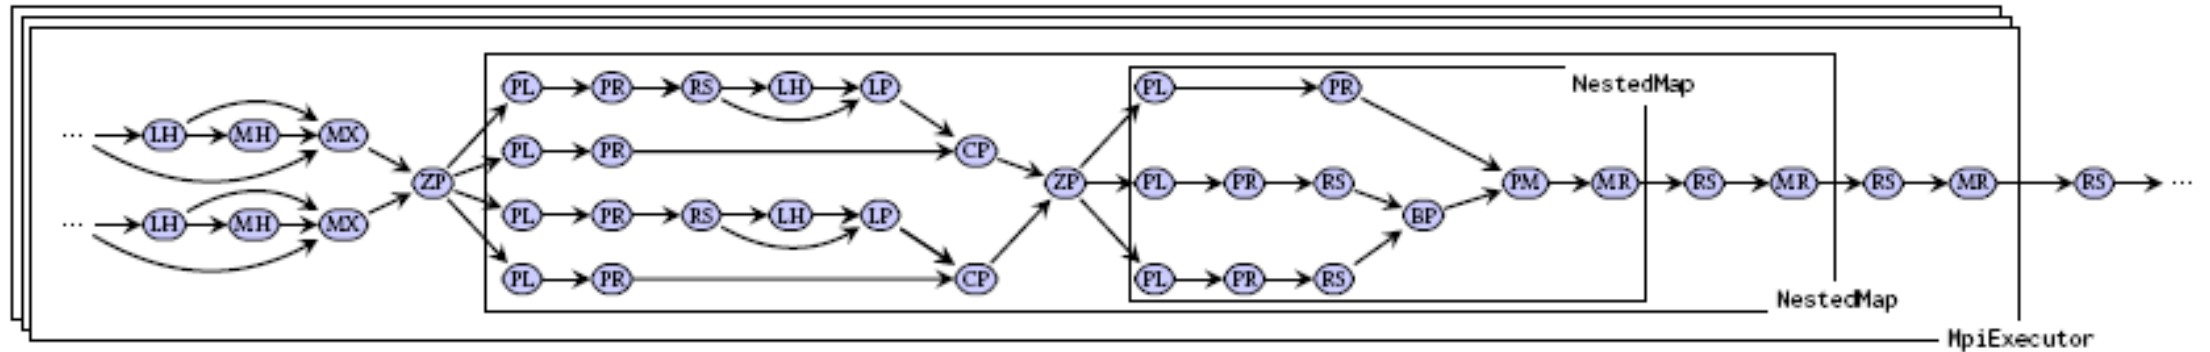 PL PR RS LH LP PL PR NestedMap
... LH MH MX PL PR CP
ZP ZP PL PR RS PM MR RS MR RS MR RS ...
... LH MH MX PL PR RS LH LP BP
PL PR CP PL PR RS
NestedMap
MpiExecutor